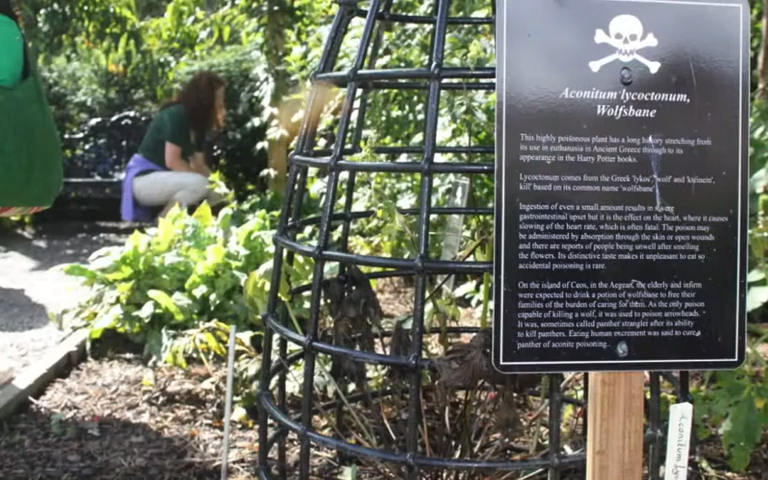 Aconitum lycoctonum,
Wolfsbane
This highly poisonous plant has a long history stretching from
its use in euthanasia in Ancient Greece through to its
appearance in the Harry Potter books.
Lycoctonum comes from the Greek 'lykos', 'wolf' and 'kteinein',
kill' based on its common name 'wolfsbane'
Ingestion of even a small amount results in severe
gastrointestinal upset but it is the effect on the heart, where it causes
slowing of the heart rate, which is often fatal. The poison may
be administered by absorption through the skin or open wounds
and there are reports of people being unwell after smelling
the flowers. Its distinctive taste makes it unpleasant to eat so
accidental poisoning is rare.
On the island of Ceos, in the Aegean, the elderly and infirm
were expected to drink a potion of wolfsbane to free their
families of the burden of caring for them. As the only poison
capable of killing a wolf, it was used to poison arrowheads.
It was, sometimes called panther strangler after its ability
to kill panthers. Eating human excrement was said to cure a
panther of aconite poisoning.
Aconitum